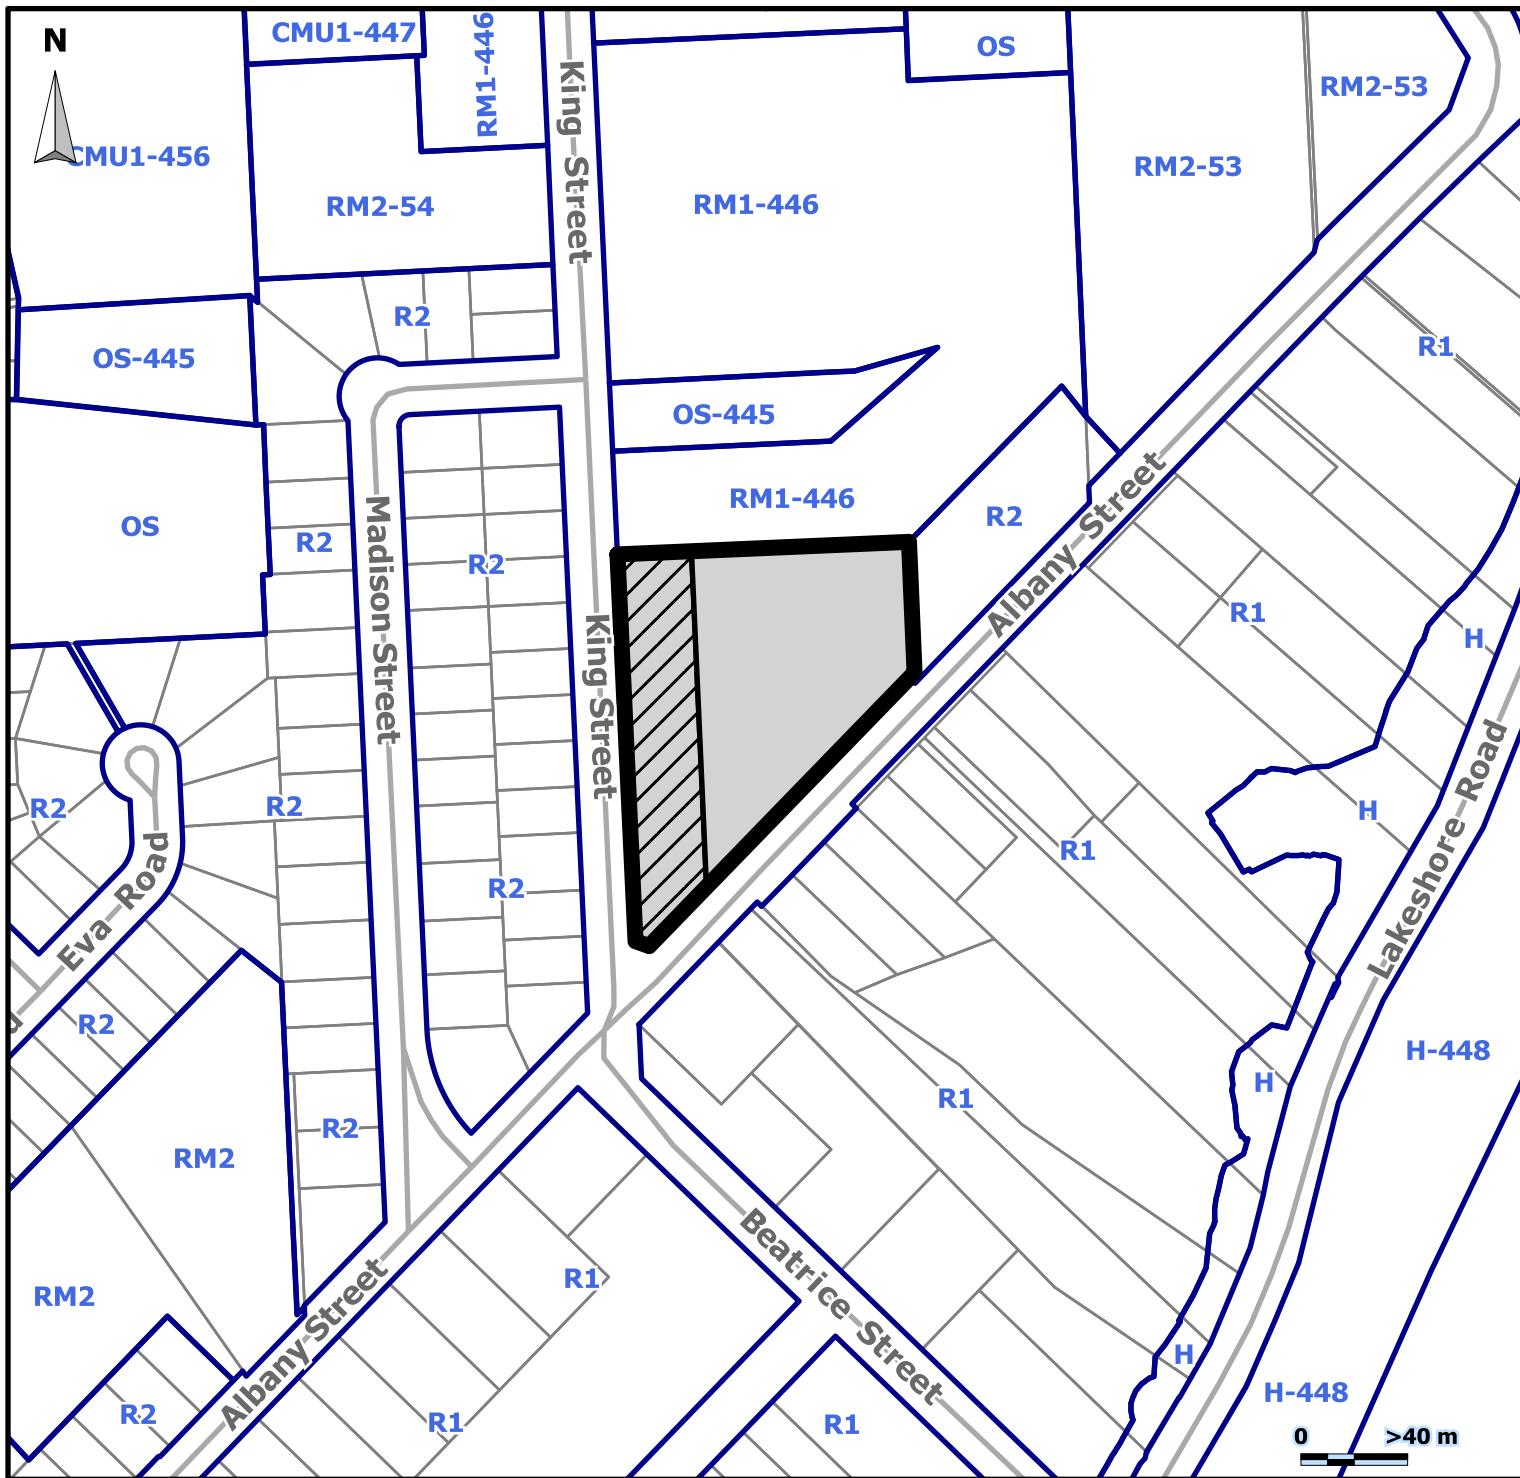 N
CMU1-447
RM1-446
OS
RM2-53
CMU1-456
RM2-54
King Street
RM1-446
RM2-53
R2
OS-445
OS-445
R1
RM1-446
R2
OS
R2
R2
Madison Street
Albany Street
R1
H
King Street
R2
R2
Eva Road
R1
H
Lakeshore Road
R2
R2
R1
H
H-448
R2
RM2
RM2
R1
Beatrice Street
Albany Street
H
H-448
R2
R1
R1
0 >40 m